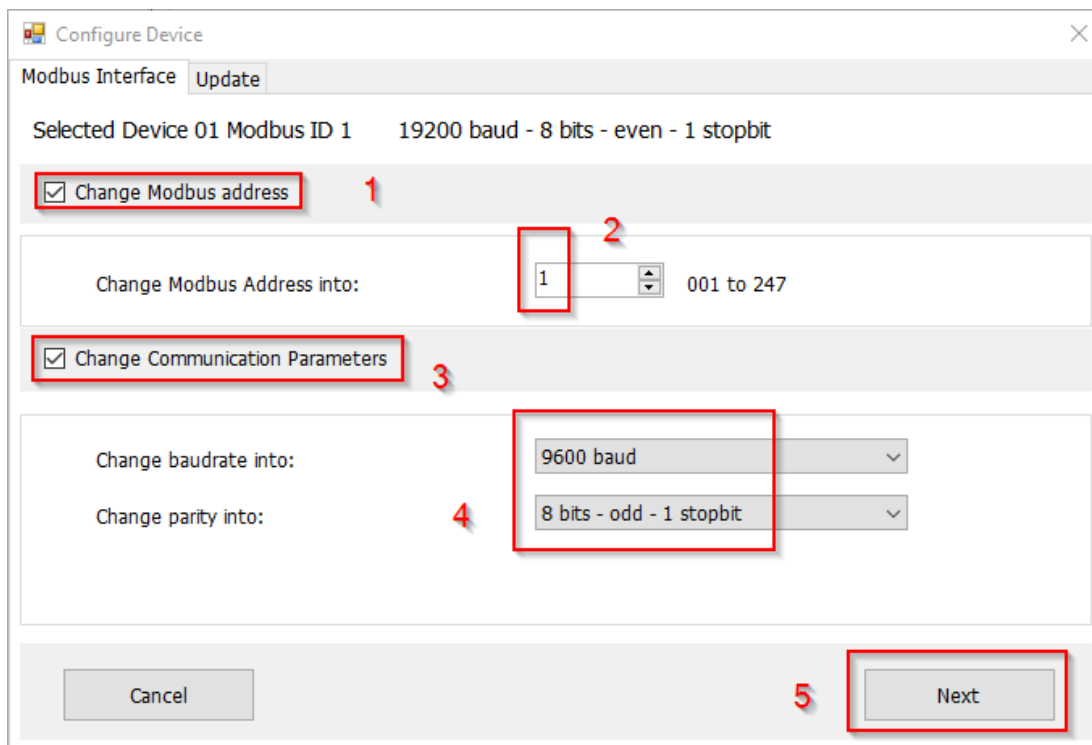 Configure Device
Modbus Interface Update
Selected Device 01 Modbus ID 1 19200 baud - 8 bits - even - 1 stopbit
Change Modbus address 1
2
Change Modbus Address into: 1 001 to 247
Change Communication Parameters 3
Change baudrate into: 9600 baud
Change parity into: 4 8 bits - odd - 1 stopbit
Cancel 5 Next